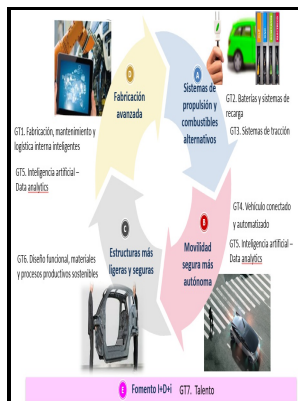 D
Fabricación
avanzada
A
Sistemas de
propulsión y
combustibles
alternativos
GT1. Fabricación, mantenimiento y
logística interna inteligentes
GT5. Inteligencia artificial –
Data analytics
GT2. Baterías y sistemas de
recarga
GT3. Sistemas de tracción
GT4. Vehículo conectado
y automatizado
GT5. Inteligencia artificial –
Data analytics
C
Estructuras más
ligeras y seguras
B
Movilidad
segura más
autónoma
GT6. Diseño funcional, materiales
y procesos productivos sostenibles
E Fomento I+D+i GT7. Talento